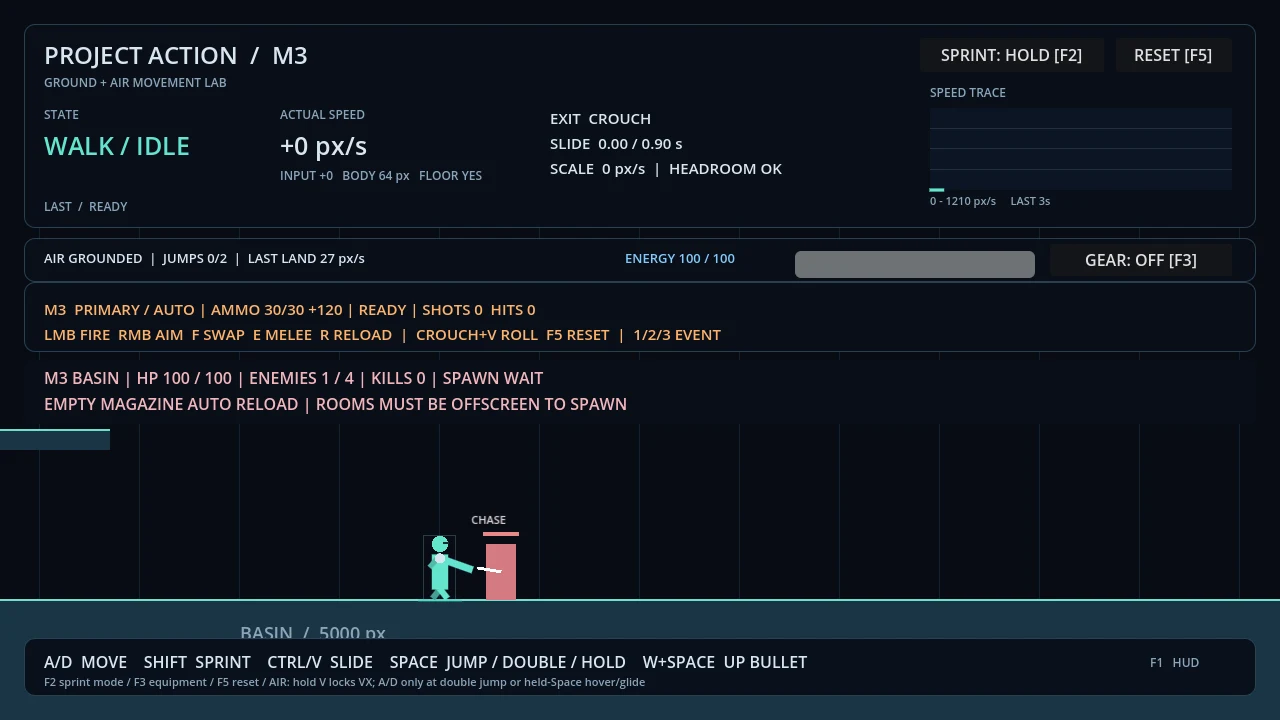 PROJECT ACTION / M3
SPRINT: HOLD [F2]
RESET [F5]
GROUND + AIR MOVEMENT LAB
SPEED TRACE
STATE
ACTUAL SPEED
EXIT CROUCH
WALK / IDLE
+0 px/s
SLIDE 0.00 / 0.90 s
SCALE 0 px/s | HEADROOM OK
INPUT +0 BODY 64 px FLOOR YES
0 - 1210 px/s LAST 3s
LAST / READY
AIR GROUNDED | JUMPS 0/2 | LAST LAND 27 px/s
ENERGY 100 / 100
GEAR: OFF [F3]
M3 PRIMARY / AUTO | AMMO 30/30 +120 | READY | SHOTS 0 HITS 0
LMB FIRE RMB AIM F SWAP E MELEE R RELOAD | CROUCH+V ROLL F5 RESET | 1/2/3 EVENT
M3 BASIN | HP 100 / 100 | ENEMIES 1 / 4 | KILLS 0 | SPAWN WAIT
EMPTY MAGAZINE AUTO RELOAD | ROOMS MUST BE OFFSCREEN TO SPAWN
CHASE
BASIN / 5000 px
A/D MOVE SHIFT SPRINT CTRL/V SLIDE SPACE JUMP / DOUBLE / HOLD W+SPACE UP BULLET
F1 HUD
F2 sprint mode / F3 equipment / F5 reset / AIR: hold V locks VX; A/D only at double jump or held-Space hover/glide